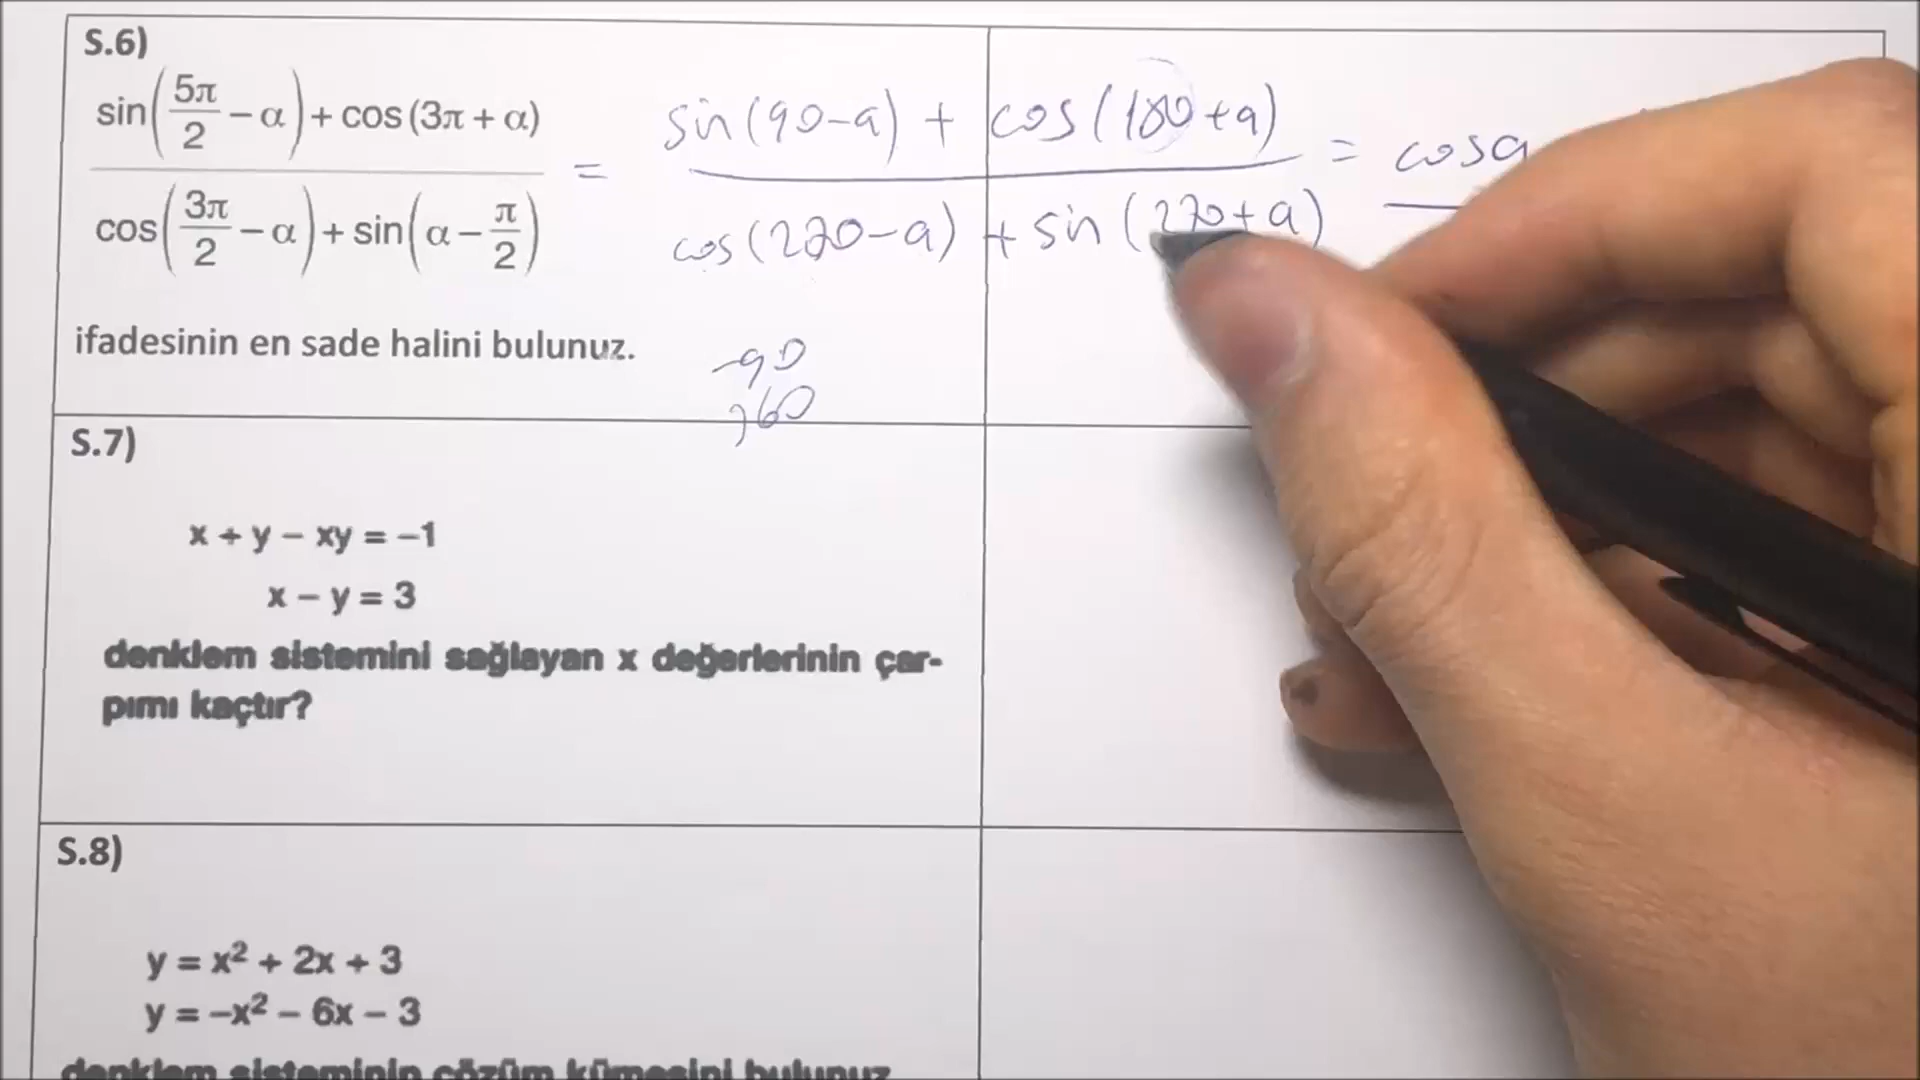 S.6)
sin(5π/2 − α) + cos(3π + α)
cos(3π/2 − α) + sin(α − π/2)
= sin(90-a) + cos(180+a)
cos(270-a) + sin(270+a)
= cosa
ifadesinin en sade halini bulunuz.
-90
360
S.7)
x + y − xy = −1
x − y = 3
denklem sistemini sağlayan x değerlerinin çar-
pımı kaçtır?
S.8)
y = x² + 2x + 3
y = −x² − 6x − 3
denklem sisteminin çözüm kümesini bulunuz